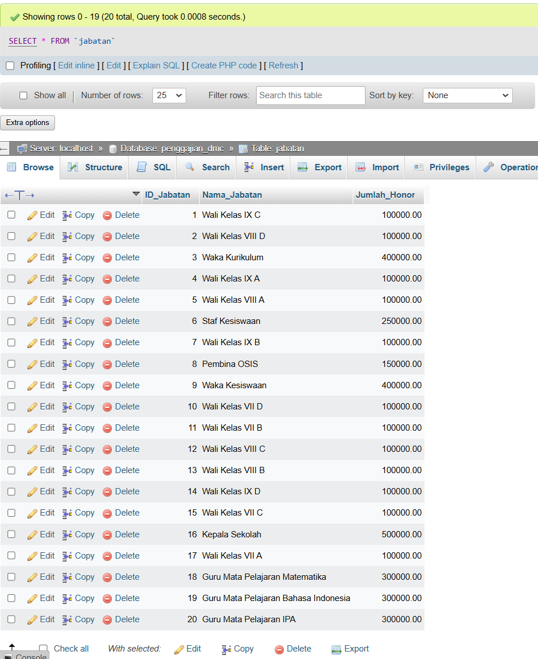 Showing rows 0 - 19 (20 total, Query took 0.0008 seconds.)
SELECT * FROM `jabatan`
Profiling [ Edit inline ] [ Edit ] [ Explain SQL ] [ Create PHP code ] [ Refresh ]
Show all Number of rows: 25 Filter rows: Search this table Sort by key: None
Extra options
Server: localhost » Database: penggajian_dmc » Table: jabatan
Browse Structure SQL Search Insert Export Import Privileges Operatio
ID_Jabatan Nama_Jabatan Jumlah_Honor
Edit Copy Delete 1 Wali Kelas IX C 100000.00
Edit Copy Delete 2 Wali Kelas VIII D 100000.00
Edit Copy Delete 3 Waka Kurikulum 400000.00
Edit Copy Delete 4 Wali Kelas IX A 100000.00
Edit Copy Delete 5 Wali Kelas VIII A 100000.00
Edit Copy Delete 6 Staf Kesiswaan 250000.00
Edit Copy Delete 7 Wali Kelas IX B 100000.00
Edit Copy Delete 8 Pembina OSIS 150000.00
Edit Copy Delete 9 Waka Kesiswaan 400000.00
Edit Copy Delete 10 Wali Kelas VII D 100000.00
Edit Copy Delete 11 Wali Kelas VII B 100000.00
Edit Copy Delete 12 Wali Kelas VIII C 100000.00
Edit Copy Delete 13 Wali Kelas VIII B 100000.00
Edit Copy Delete 14 Wali Kelas IX D 100000.00
Edit Copy Delete 15 Wali Kelas VII C 100000.00
Edit Copy Delete 16 Kepala Sekolah 500000.00
Edit Copy Delete 17 Wali Kelas VII A 100000.00
Edit Copy Delete 18 Guru Mata Pelajaran Matematika 300000.00
Edit Copy Delete 19 Guru Mata Pelajaran Bahasa Indonesia 300000.00
Edit Copy Delete 20 Guru Mata Pelajaran IPA 300000.00
Check all With selected: Edit Copy Delete Export
Console